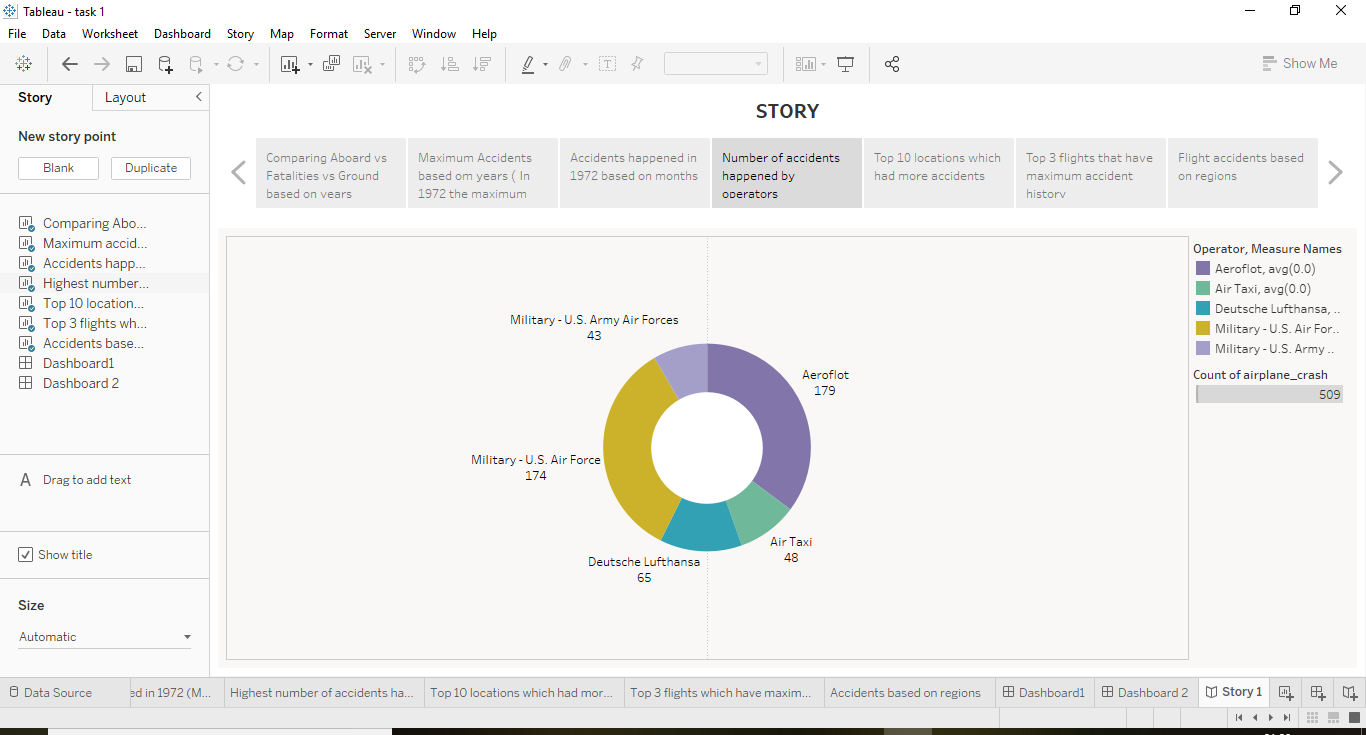 Tableau - task 1
File Data Worksheet Dashboard Story Map Format Server Window Help
Show Me
Story Layout
New story point
Blank Duplicate
Comparing Abo...
Maximum accid...
Accidents happ...
Highest number...
Top 10 location...
Top 3 flights wh...
Accidents base...
Dashboard1
Dashboard 2
A Drag to add text
Show title
Size
Automatic
STORY
Comparing Aboard vs
Fatalities vs Ground
based on years
Maximum Accidents
based om years ( In
1972 the maximum
Accidents happened in
1972 based on months
Number of accidents
happened by
operators
Top 10 locations which
had more accidents
Top 3 flights that have
maximum accident
history
Flight accidents based
on regions
Military - U.S. Army Air Forces
43
Aeroflot
179
Military - U.S. Air Force
174
Air Taxi
48
Deutsche Lufthansa
65
Operator, Measure Names
Aeroflot, avg(0.0)
Air Taxi, avg(0.0)
Deutsche Lufthansa, ..
Military - U.S. Air For..
Military - U.S. Army ..
Count of airplane_crash
509
Data Source ed in 1972 (M... Highest number of accidents ha... Top 10 locations which had mor... Top 3 flights which have maxim... Accidents based on regions Dashboard1 Dashboard 2 Story 1